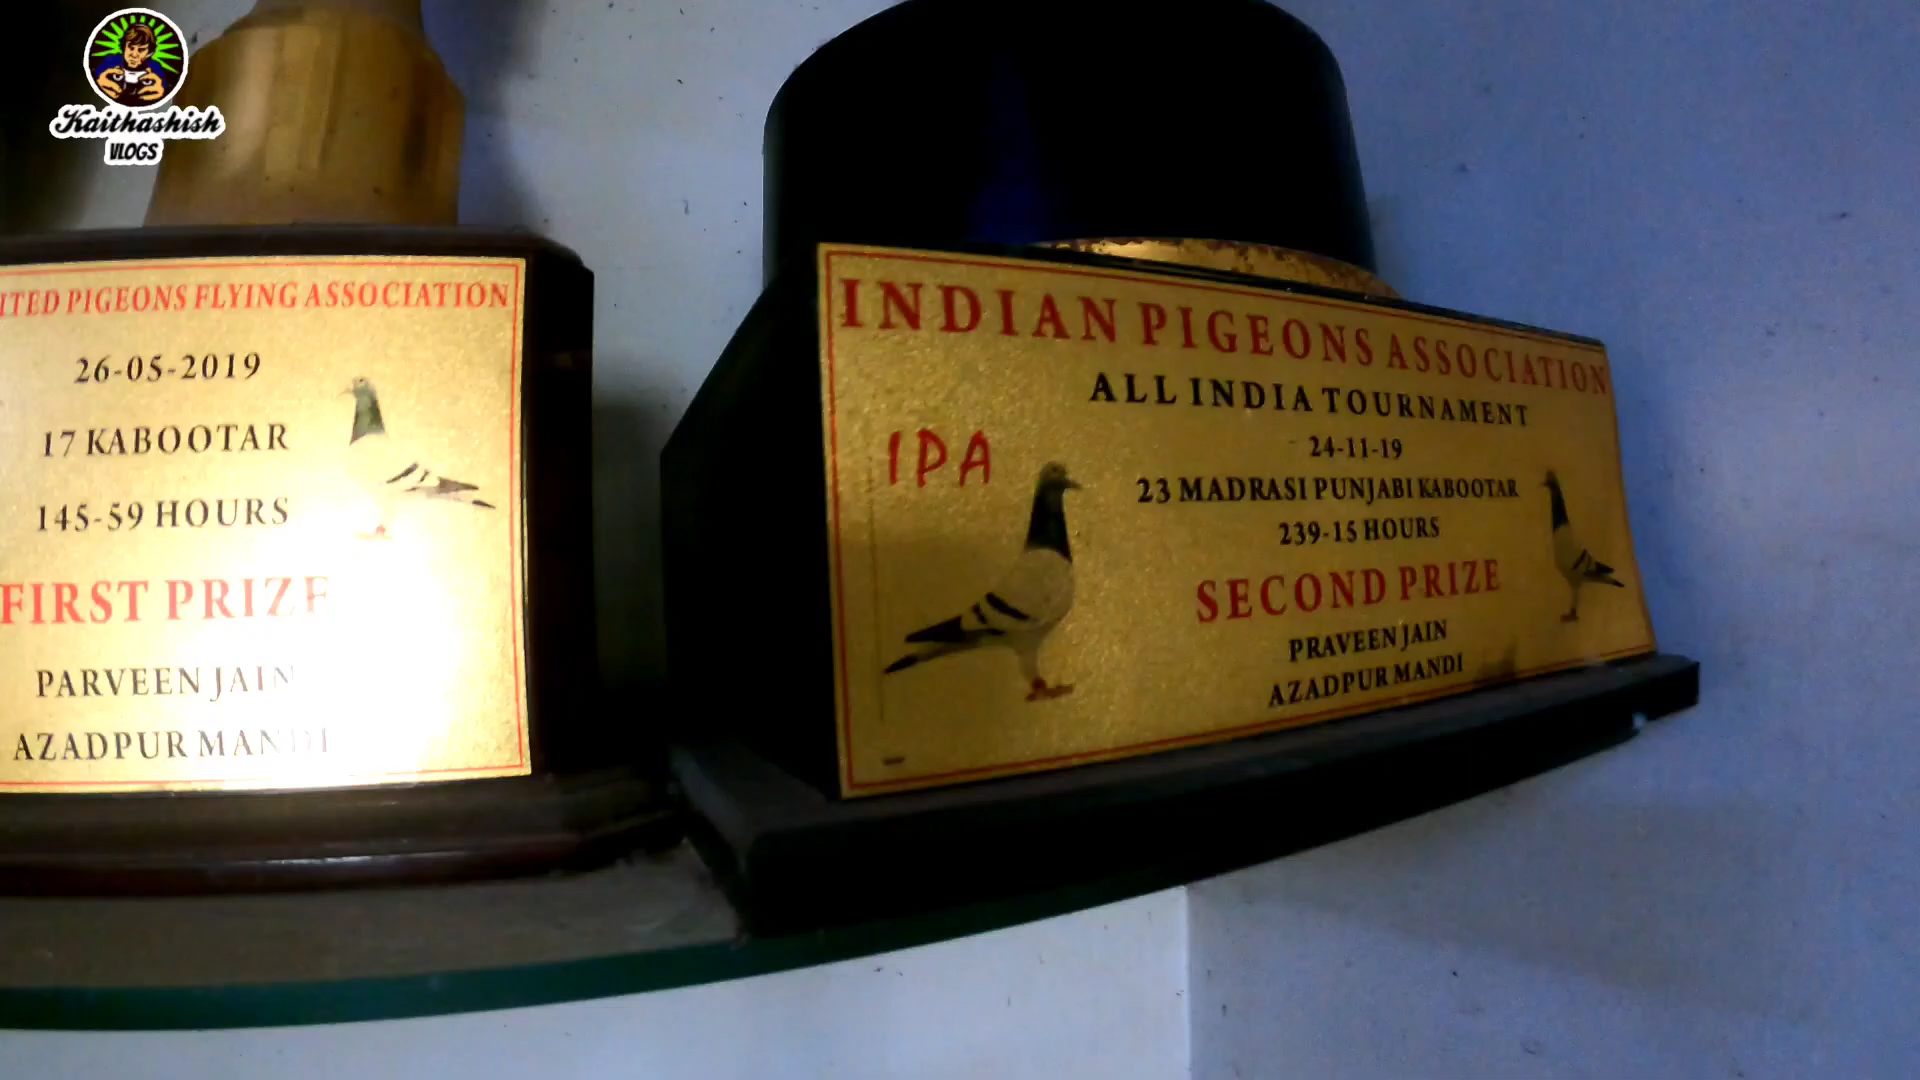 Kaithashish
VLOGS
ITED PIGEONS FLYING ASSOCIATION
26-05-2019
17 KABOOTAR
145-59 HOURS
FIRST PRIZE
PARVEEN JAIN
AZADPUR MANDI
INDIAN PIGEONS ASSOCIATION
ALL INDIA TOURNAMENT
24-11-19
IPA
23 MADRASI PUNJABI KABOOTAR
239-15 HOURS
SECOND PRIZE
PRAVEEN JAIN
AZADPUR MANDI